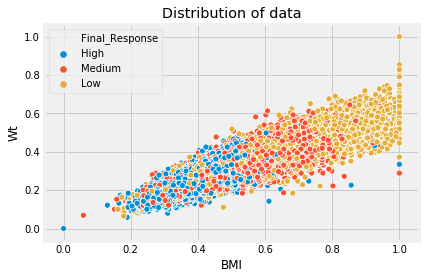 Distribution of data
Final_Response
High
Medium
Low
Wt
1.0
0.8
0.6
0.4
0.2
0.0
0.0 0.2 0.4 0.6 0.8 1.0
BMI